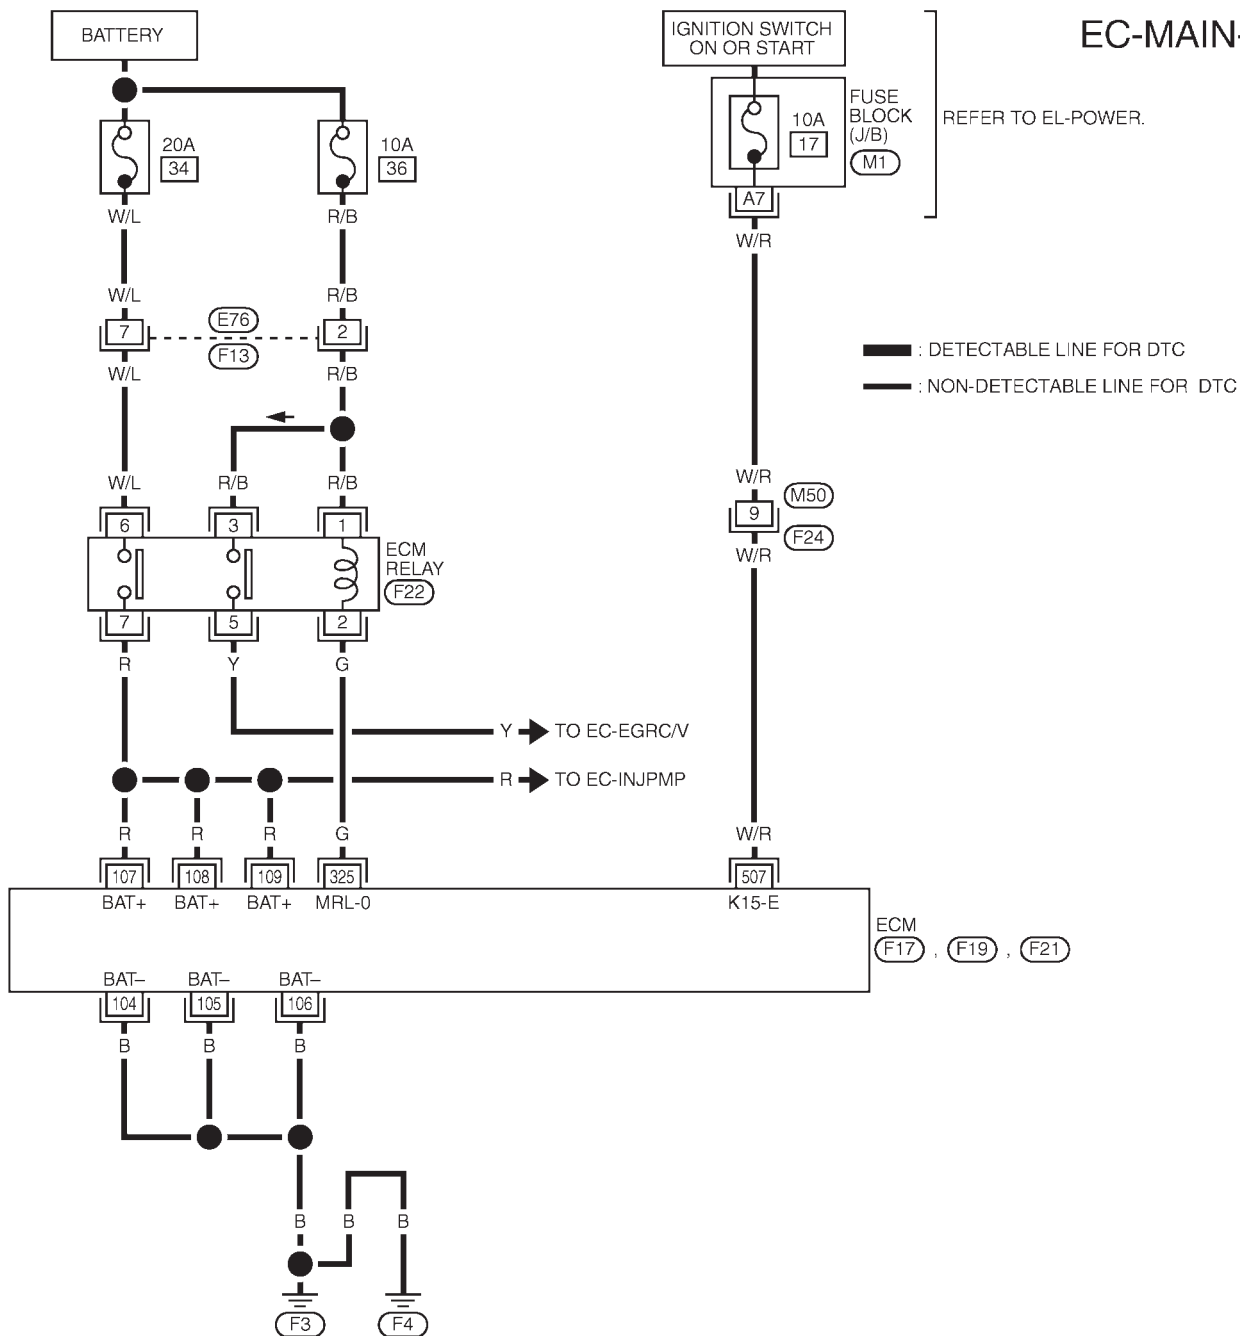 BATTERY
IGNITION SWITCH
ON OR START
EC-MAIN-
20A
34
10A
36
10A
17
FUSE
BLOCK
(J/B)
M1
REFER TO EL-POWER.
A7
W/L
R/B
W/R
W/L
R/B
7
E76
F13
2
W/L
R/B
: DETECTABLE LINE FOR DTC
: NON-DETECTABLE LINE FOR DTC
W/L
R/B
R/B
W/R
9
M50
F24
W/R
6
3
1
ECM
RELAY
F22
7
5
2
R
Y
G
Y
TO EC-EGRC/V
R
TO EC-INJPMP
R
R
R
G
W/R
107
108
109
325
507
BAT+
BAT+
BAT+
MRL-0
K15-E
ECM
F17 , F19 , F21
BAT–
BAT–
BAT–
104
105
106
B
B
B
B
B
B
F3
F4